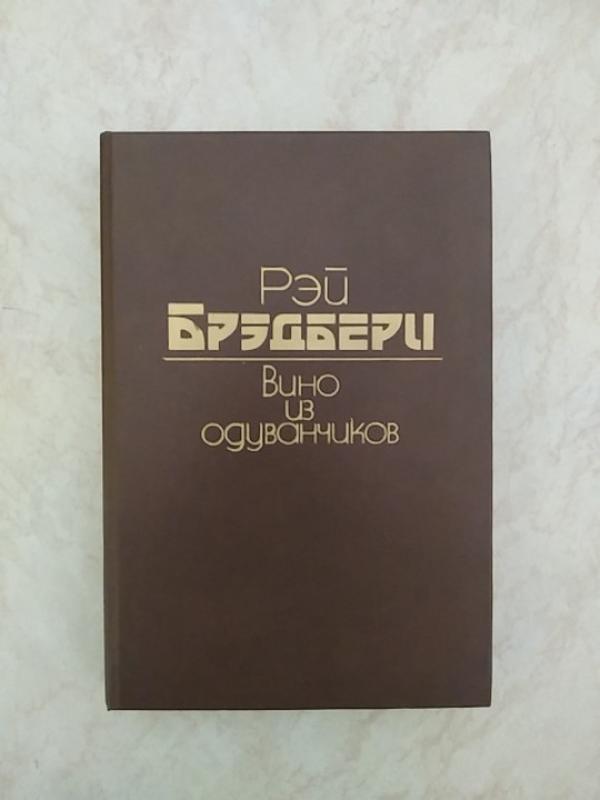 Рэй
Брэдбери
Вино
из
одуванчиков